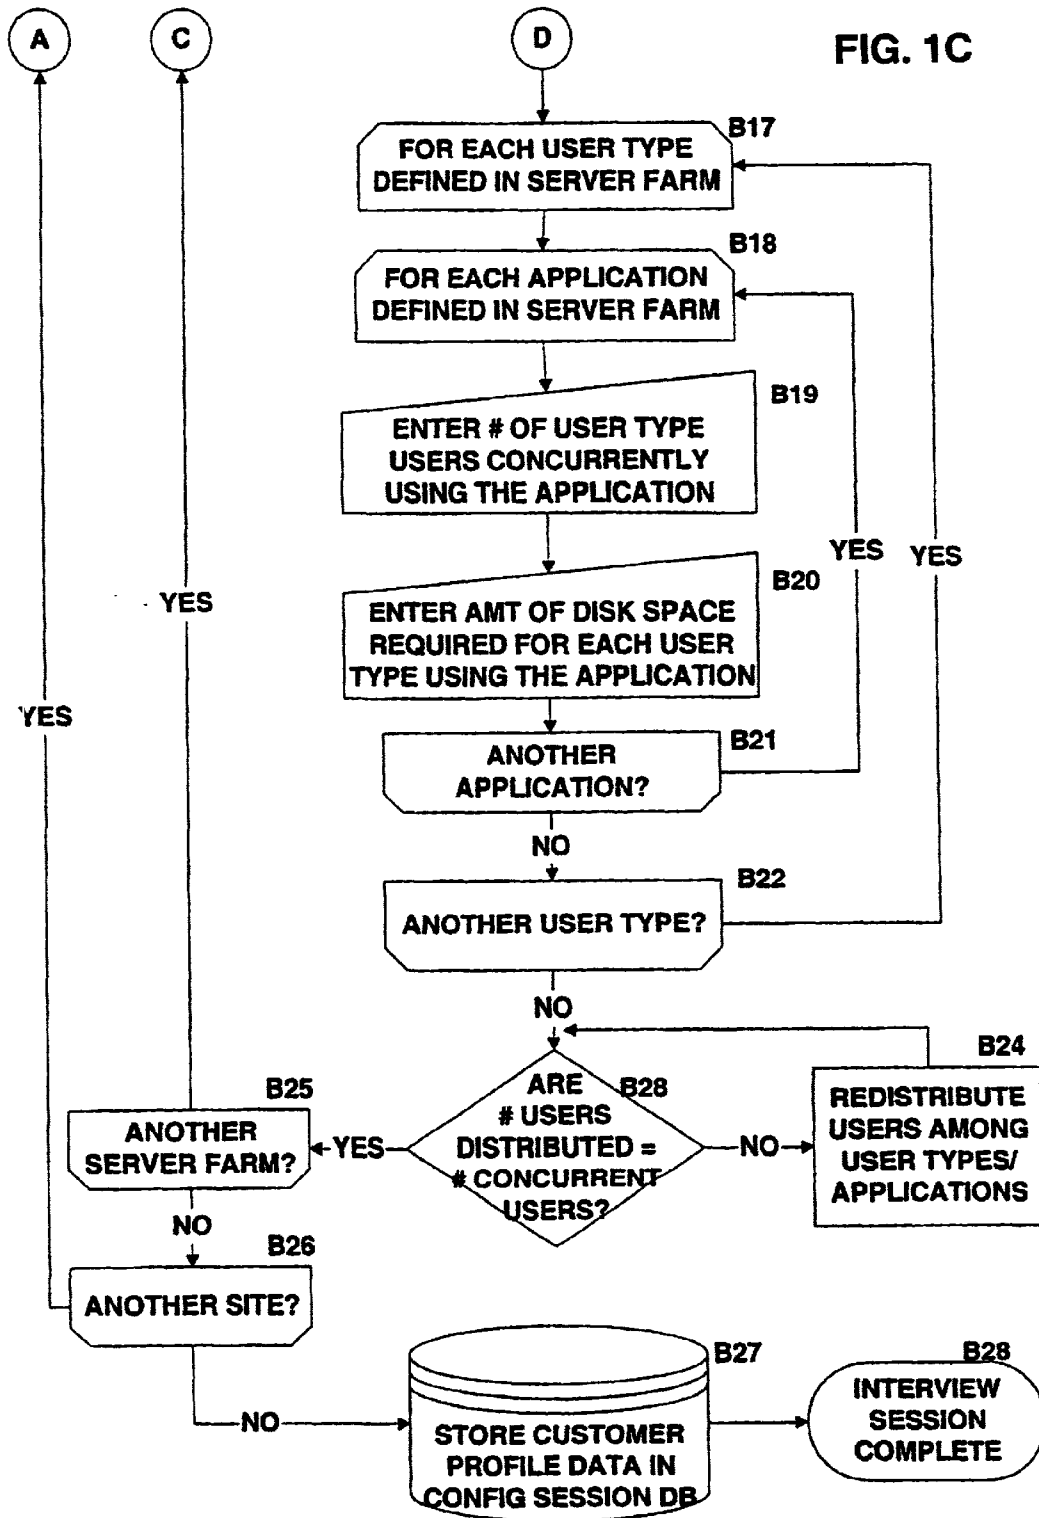 A
C
D
FIG. 1C
B17
FOR EACH USER TYPE
DEFINED IN SERVER FARM
B18
FOR EACH APPLICATION
DEFINED IN SERVER FARM
B19
ENTER # OF USER TYPE
USERS CONCURRENTLY
USING THE APPLICATION
YES
YES
B20
YES
ENTER AMT OF DISK SPACE
REQUIRED FOR EACH USER
TYPE USING THE APPLICATION
YES
B21
ANOTHER
APPLICATION?
NO
B22
ANOTHER USER TYPE?
NO
B24
REDISTRIBUTE
USERS AMONG
USER TYPES/
APPLICATIONS
B28
ARE
# USERS
DISTRIBUTED =
# CONCURRENT
USERS?
NO
YES
B25
ANOTHER
SERVER FARM?
NO
B26
ANOTHER SITE?
NO
B27
STORE CUSTOMER
PROFILE DATA IN
CONFIG SESSION DB
B28
INTERVIEW
SESSION
COMPLETE